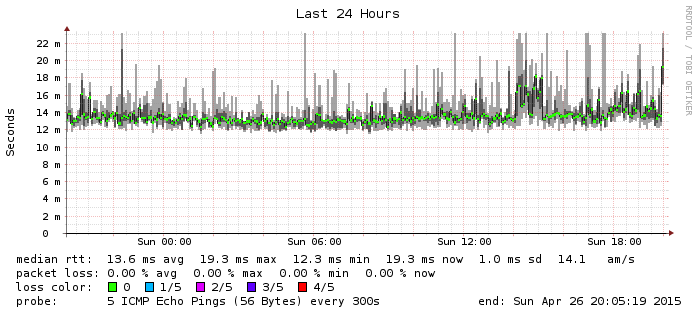 Last 24 Hours
RRDTOOL / TOBI OETIKER
Seconds
22 m
20 m
18 m
16 m
14 m
12 m
10 m
8 m
6 m
4 m
2 m
0
Sun 00:00 Sun 06:00 Sun 12:00 Sun 18:00
median rtt: 13.6 ms avg 19.3 ms max 12.3 ms min 19.3 ms now 1.0 ms sd 14.1 am/s
packet loss: 0.00 % avg 0.00 % max 0.00 % min 0.00 % now
loss color: 0 1/5 2/5 3/5 4/5
probe: 5 ICMP Echo Pings (56 Bytes) every 300s end: Sun Apr 26 20:05:19 2015